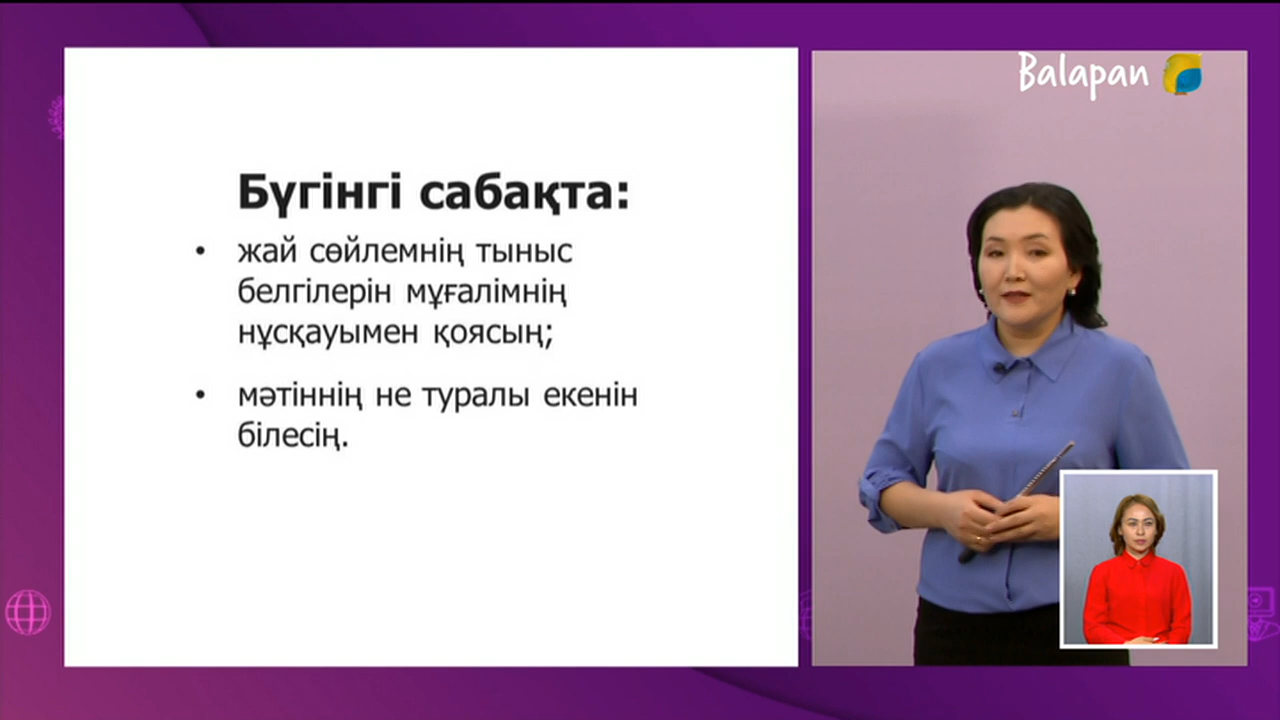 Balapan
Бүгінгі сабақта:
• жай сөйлемнің тыныс
белгілерін мұғалімнің
нұсқауымен қоясың;
• мәтіннің не туралы екенін
білесің.